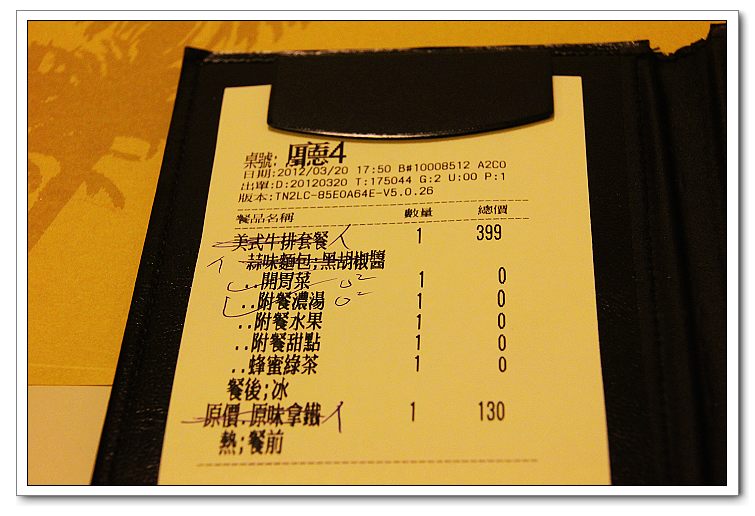 桌號: 廳4
日期:2012/03/20 17:50 B#10008512 A2C0
出單:D:20120320 T:175044 G:2 U:00 P:1
版本:TN2LC-85E0A64E-V5.0.26
餐品名稱 數量 總價
美式牛排套餐 1 399
蒜味麵包;黑胡椒醬
..開胃菜 1 0
..附餐濃湯 1 0
..附餐水果 1 0
..附餐甜點 1 0
..蜂蜜綠茶 1 0
餐後;冰
原價.原味拿鐵 1 130
熱;餐前